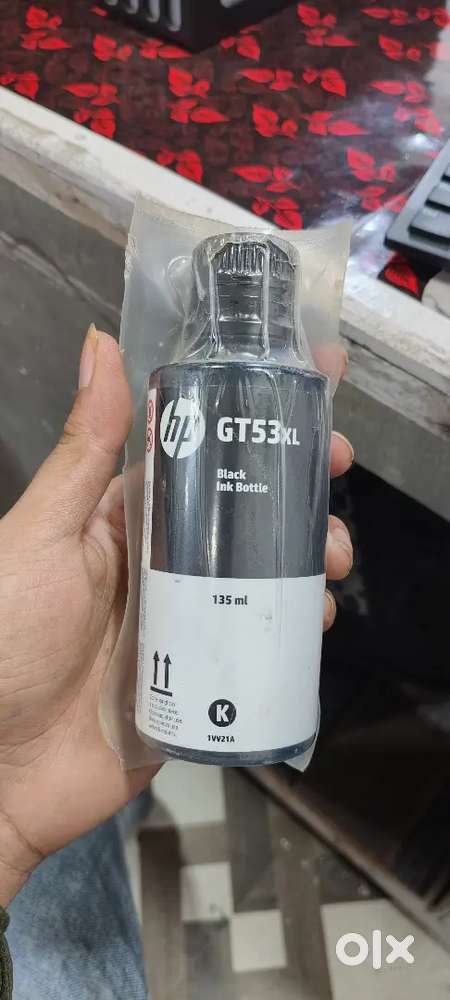 hp
GT53XL
Black
Ink Bottle
135 ml
K
1VV21A
olx